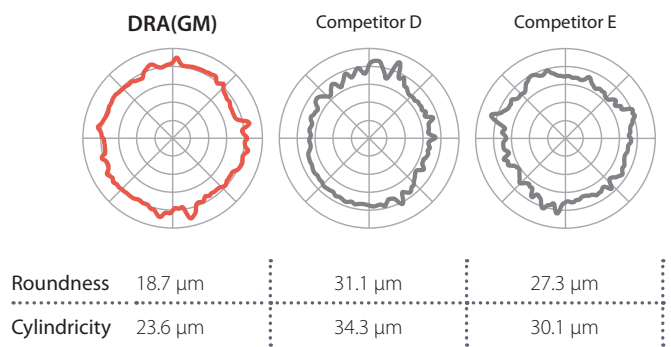 DRA(GM) Competitor D Competitor E
Roundness 18.7 µm 31.1 µm 27.3 µm
Cylindricity 23.6 µm 34.3 µm 30.1 µm